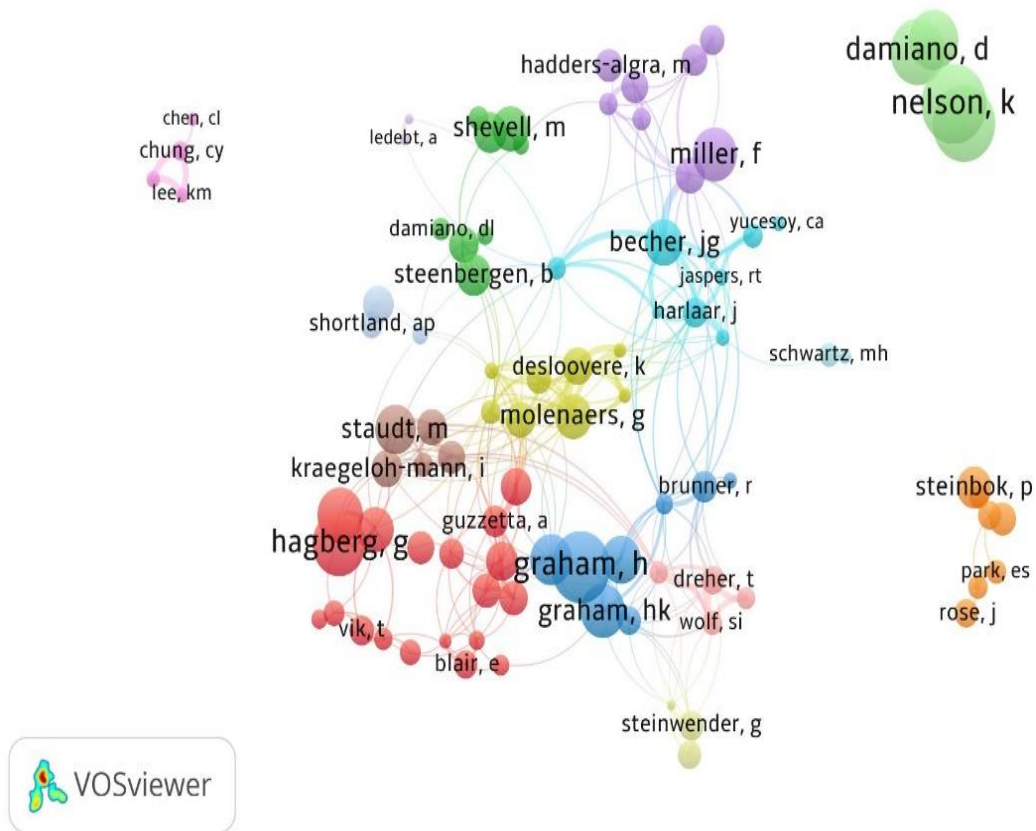 damiano, d
hadders-algra, m
nelson, k
chen, cl
shevell, m
ledebt, a
chung, cy
miller, f
lee, km
damiano, dl
yucesoy, ca
becher, jg
steenbergen, b
jaspers, rt
harlaar, j
shortland, ap
schwartz, mh
desloovere, k
molenaers, g
staudt, m
kraegeloh-mann, i
brunner, r
steinbok, p
guzzetta, a
hagberg, g
graham, h
dreher, t
park, es
graham, hk
rose, j
wolf, si
vik, t
blair, e
steinwender, g
VOSviewer